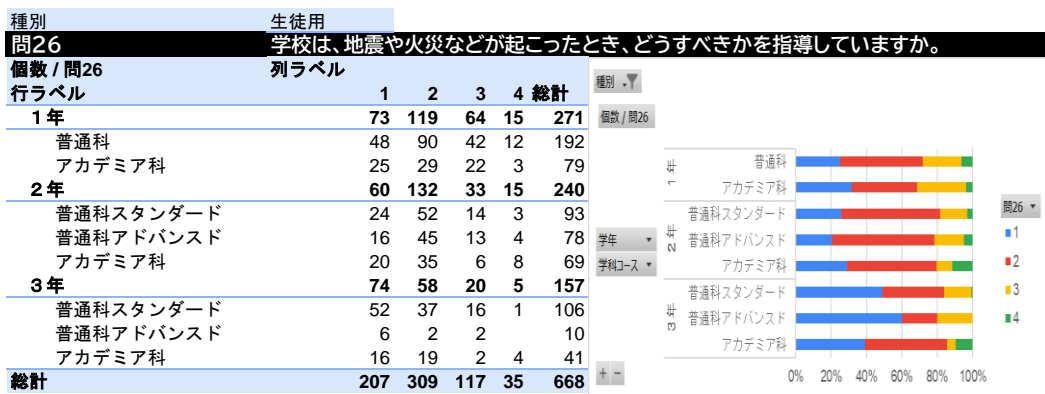 種別 生徒用
問26 学校は、地震や火災などが起こったとき、どうすべきかを指導していますか。
個数 / 問26 列ラベル
行ラベル 1 2 3 4 総計
1年 73 119 64 15 271
普通科 48 90 42 12 192
アカデミア科 25 29 22 3 79
2年 60 132 33 15 240
普通科スタンダード 24 52 14 3 93
普通科アドバンスド 16 45 13 4 78
アカデミア科 20 35 6 8 69
3年 74 58 20 5 157
普通科スタンダード 52 37 16 1 106
普通科アドバンスド 6 2 2 10
アカデミア科 16 19 2 4 41
総計 207 309 117 35 668
種別
個数 / 問26
学年
学科コース
1年
普通科
アカデミア科
2年
普通科スタンダード
普通科アドバンスド
アカデミア科
3年
普通科スタンダード
普通科アドバンスド
アカデミア科
0% 20% 40% 60% 80% 100%
問26
1
2
3
4
+ -